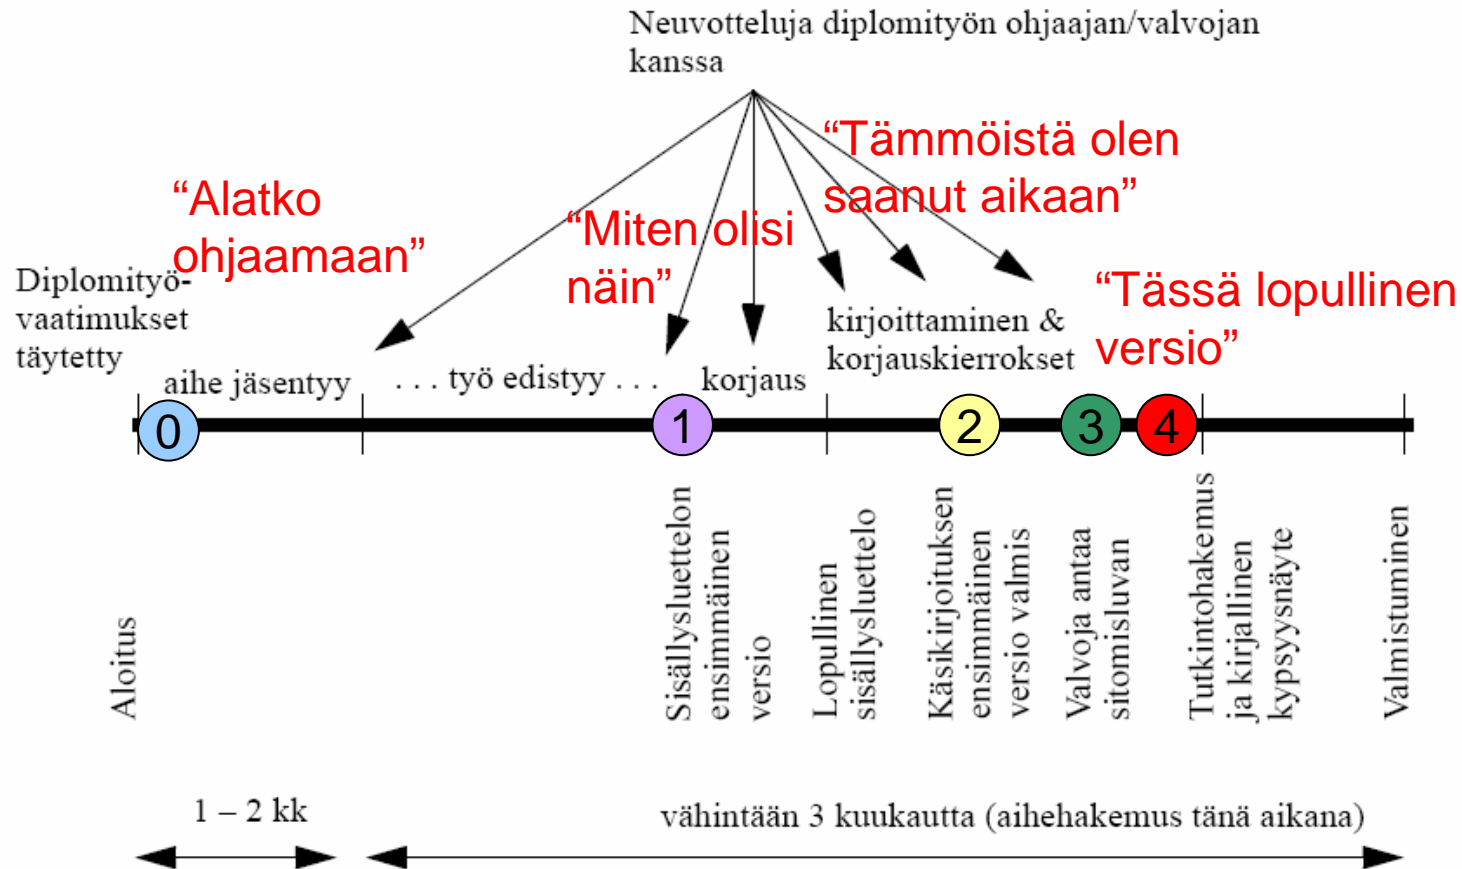 Neuvotteluja diplomityön ohjaajan/valvojan
kanssa
“Tämmöistä olen
saanut aikaan”
“Alatko
ohjaamaan”
“Miten olisi
näin”
“Tässä lopullinen
versio”
Diplomityö-
vaatimukset
täytetty
kirjoittaminen &
korjauskierrokset
aihe jäsentyy
. . . työ edistyy . . .
korjaus
0
1
2
3
4
Aloitus
Sisällysluettelon
ensimmäinen
versio
Lopullinen
sisällysluettelo
Käsikirjoituksen
ensimmäinen
versio valmis
Valvoja antaa
sitomisluvan
Tutkintohakemus
ja kirjallinen
kypsyysnäyte
Valmistuminen
1 – 2 kk
vähintään 3 kuukautta (aihehakemus tänä aikana)